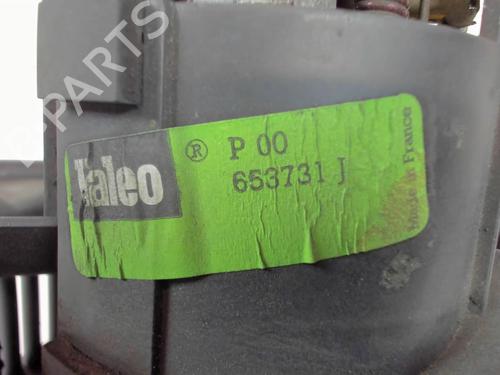 B PARTS
Valeo ® P 00
653731 J
Made in France